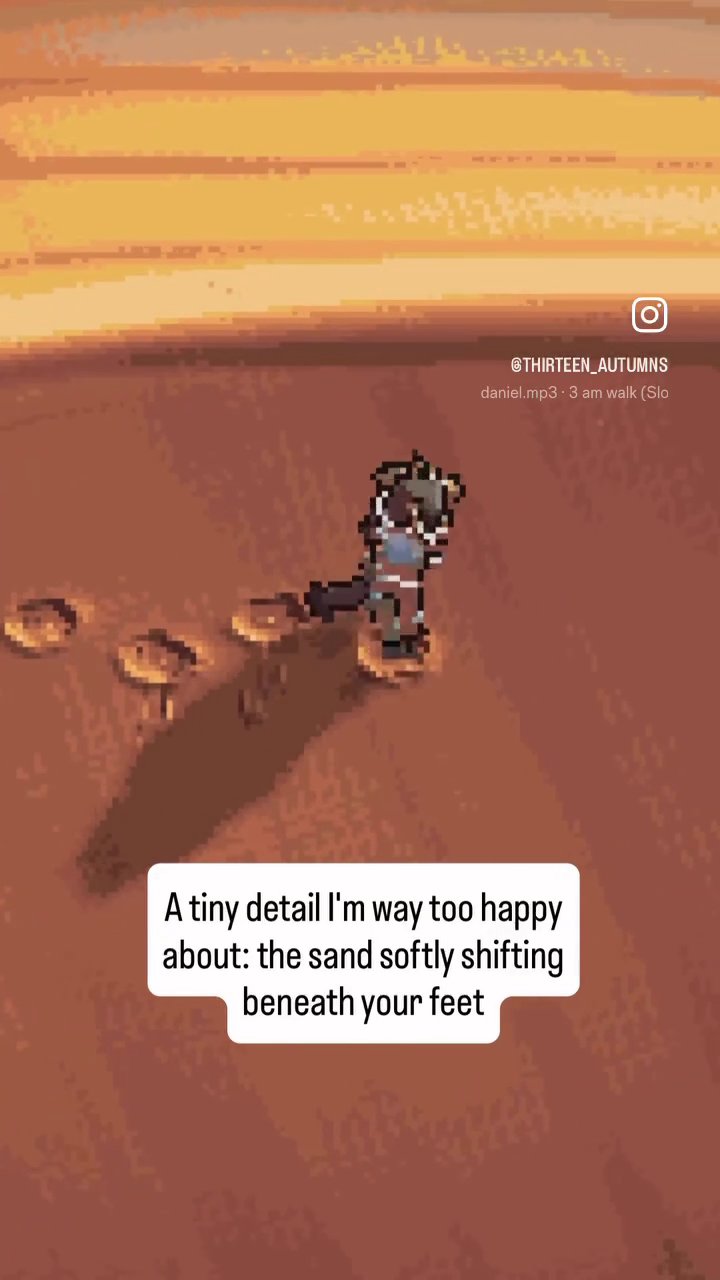 @THIRTEEN_AUTUMNS
daniel.mp3 · 3 am walk (Slo
A tiny detail I'm way too happy
about: the sand softly shifting
beneath your feet